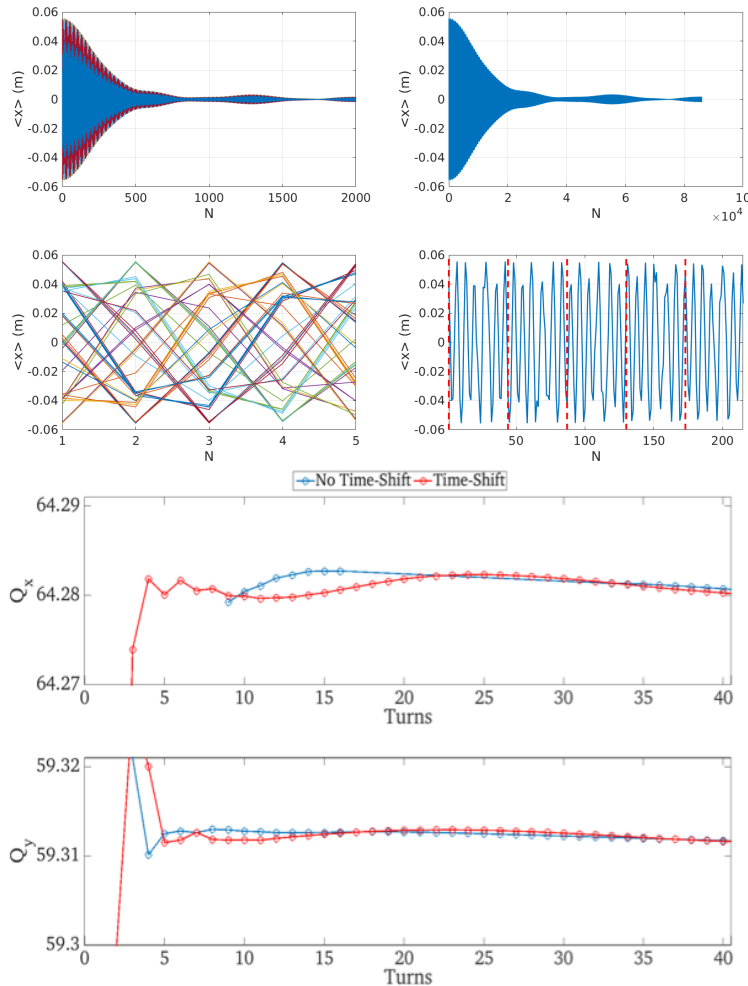 0.06
0.04
0.02
0
-0.02
-0.04
-0.06
<x> (m)
0 500 1000 1500 2000
N
0.06
0.04
0.02
0
-0.02
-0.04
-0.06
<x> (m)
0 2 4 6 8 10
N
×10⁴
0.06
0.04
0.02
0
-0.02
-0.04
-0.06
<x> (m)
1 2 3 4 5
N
0.06
0.04
0.02
0
-0.02
-0.04
-0.06
<x> (m)
50 100 150 200
N
No Time-Shift Time-Shift
64.29
64.28
64.27
Qx
0 5 10 15 20 25 30 35 40
Turns
59.32
59.31
59.3
Qy
0 5 10 15 20 25 30 35 40
Turns